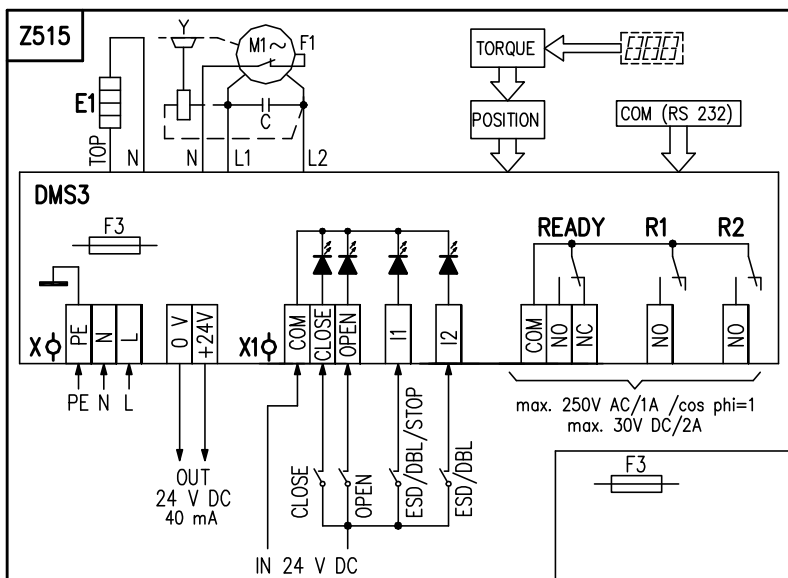 Z515
Y
M1 ~
F1
E1
C
TOP
N
N
L1
L2
TORQUE
POSITION
COM (RS 232)
DMS3
F3
READY
R1
R2
X
PE
N
L
0 V
+24V
X1
COM
CLOSE
OPEN
I1
I2
COM
NO
NC
NO
NO
PE N L
OUT
24 V DC
40 mA
CLOSE
OPEN
ESD/DBL/STOP
ESD/DBL
IN 24 V DC
max. 250V AC/1A /cos phi=1
max. 30V DC/2A
F3